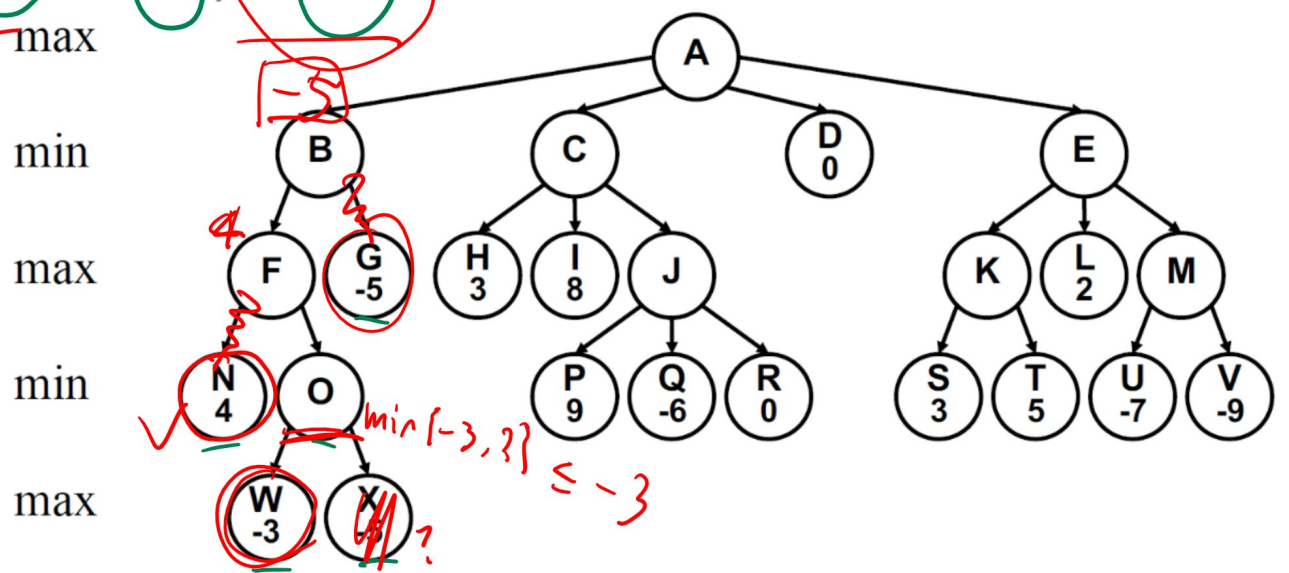 max
A
-5
min
B
C
D
0
E
4
max
F
G
-5
H
3
I
8
J
K
L
2
M
min
N
4
O
P
9
Q
-6
R
0
S
3
T
5
U
-7
V
-9
min{-3, ?} ≤ -3
max
W
-3
X
?